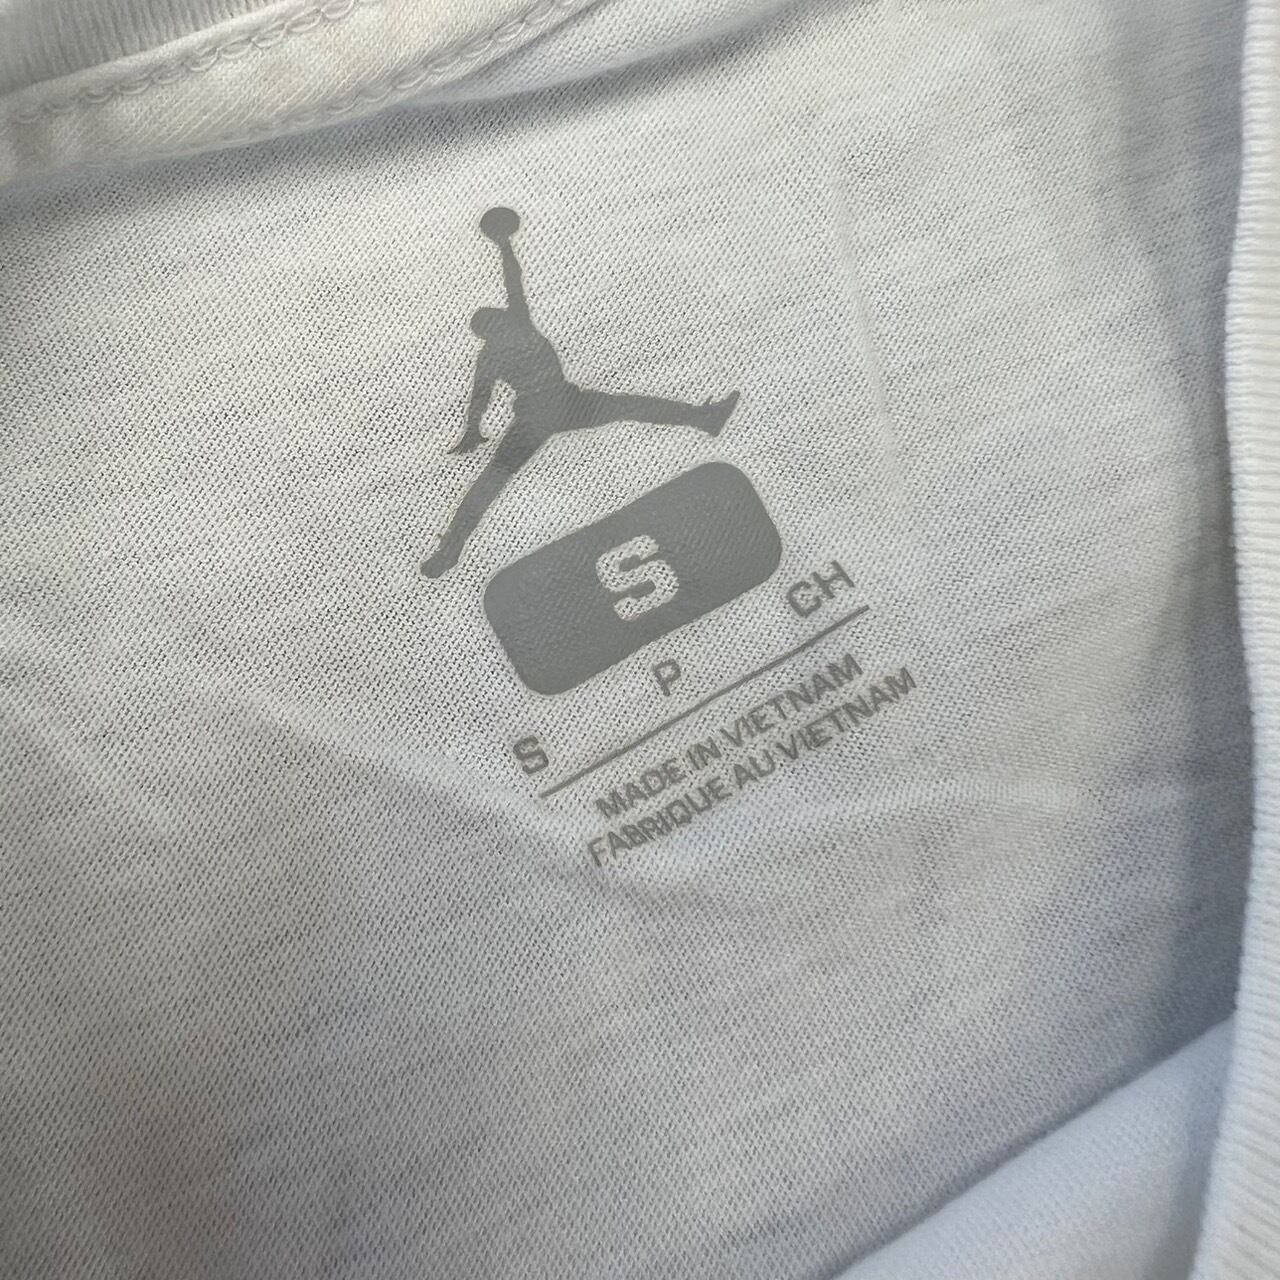 S
S P CH
MADE IN VIETNAM
FABRIQUE AU VIETNAM